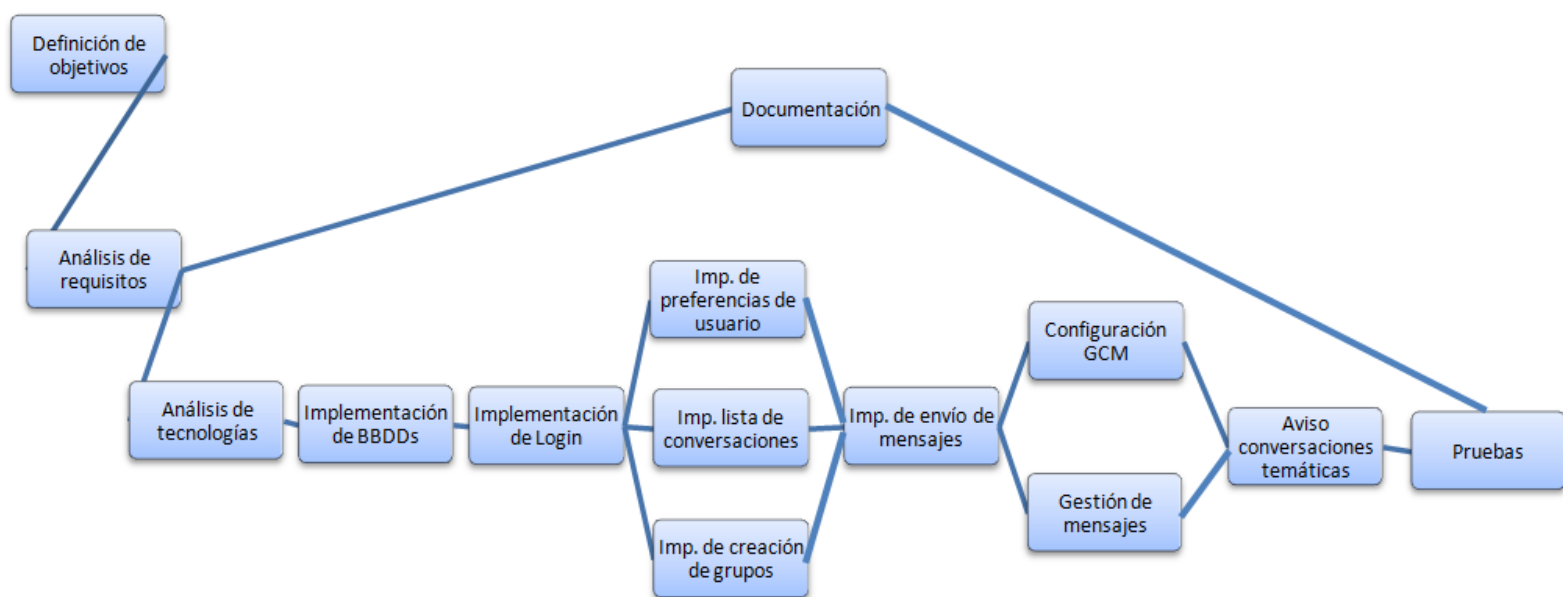 Definición de
objetivos
Documentación
Análisis de
requisitos
Imp. de
preferencias de
usuario
Configuración
GCM
Análisis de
tecnologías
Implementación
de BBDDs
Implementación
de Login
Imp. lista de
conversaciones
Imp. de envío de
mensajes
Aviso
conversaciones
temáticas
Pruebas
Gestión de
mensajes
Imp. de creación
de grupos